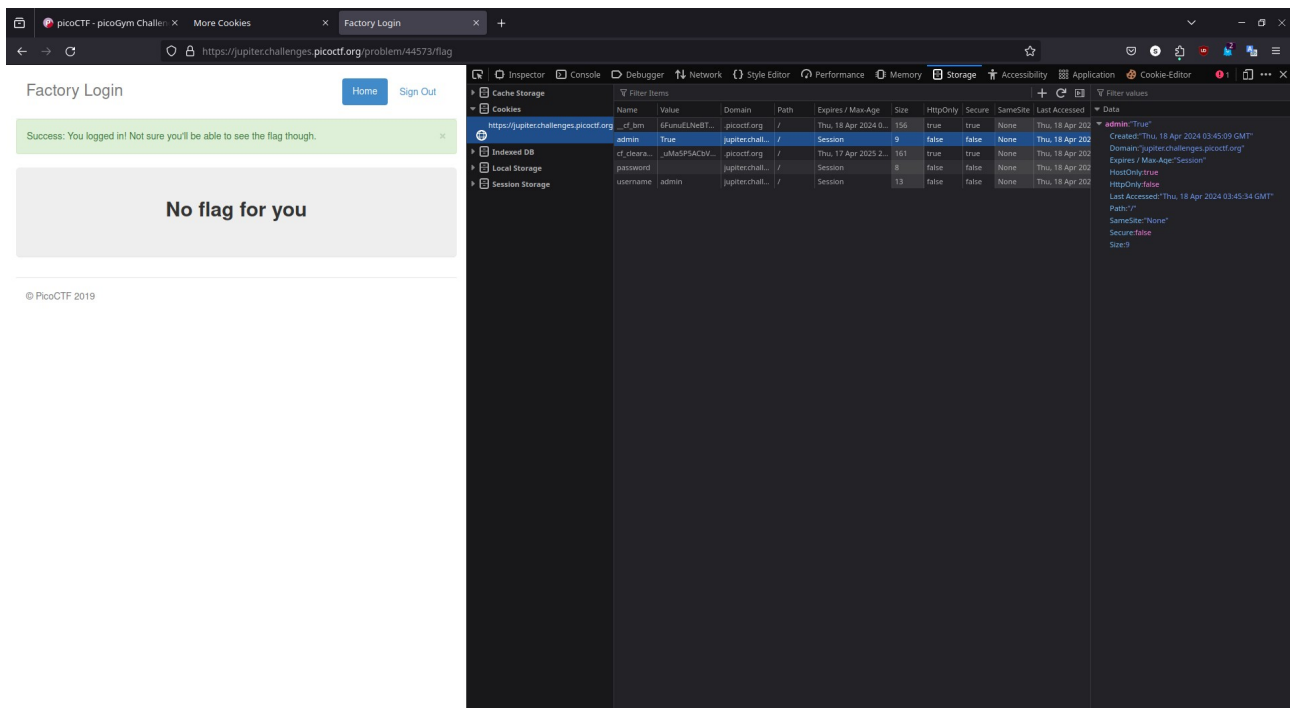 picoCTF - picoGym Challen
More Cookies
Factory Login
https://jupiter.challenges.picoctf.org/problem/44573/flag
Inspector Console Debugger Network Style Editor Performance Memory Storage Accessibility Application Cookie-Editor 1
Factory Login
Home
Sign Out
Success: You logged in! Not sure you'll be able to see the flag though.
×
No flag for you
© PicoCTF 2019
Cache Storage
Cookies
https://jupiter.challenges.picoctf.org
Indexed DB
Local Storage
Session Storage
Filter Items
Name Value Domain Path Expires / Max-Age Size HttpOnly Secure SameSite Last Accessed
__cf_bm 6FunuELNeBT... .picoctf.org / Thu, 18 Apr 2024 0... 156 true true None Thu, 18 Apr 202
admin True jupiter.chall... / Session 9 false false None Thu, 18 Apr 202
cf_cleara... _uMa5P5ACbV... .picoctf.org / Thu, 17 Apr 2025 2... 161 true true None Thu, 18 Apr 202
password jupiter.chall... / Session 8 false false None Thu, 18 Apr 202
username admin jupiter.chall... / Session 13 false false None Thu, 18 Apr 202
Filter values
Data
admin:"True"
Created:"Thu, 18 Apr 2024 03:45:09 GMT"
Domain:"jupiter.challenges.picoctf.org"
Expires / Max-Age:"Session"
HostOnly:true
HttpOnly:false
Last Accessed:"Thu, 18 Apr 2024 03:45:34 GMT"
Path:"/"
SameSite:"None"
Secure:false
Size:9